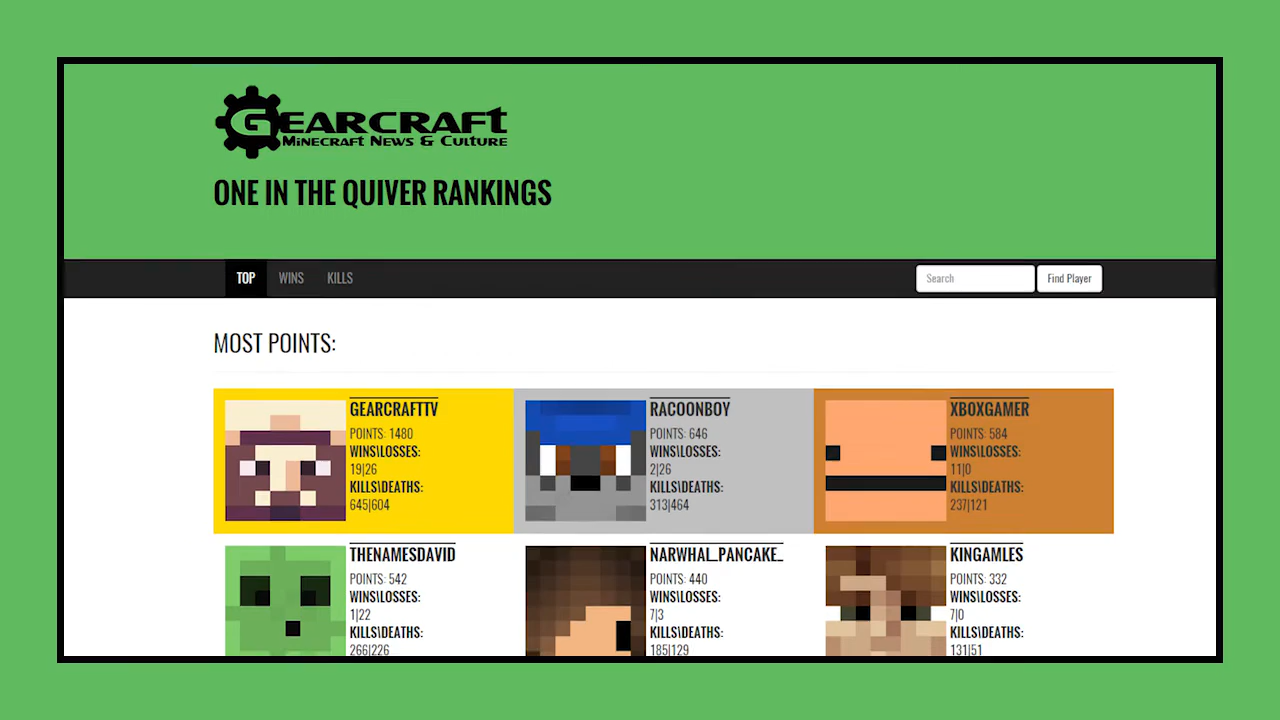 GEARCRAFT
MINECRAFT NEWS & CULTURE
ONE IN THE QUIVER RANKINGS
TOP WINS KILLS Search Find Player
MOST POINTS:
GEARCRAFTTV
POINTS: 1480
WINS\LOSSES:
19|26
KILLS\DEATHS:
645|604
RACOONBOY
POINTS: 646
WINS\LOSSES:
2|26
KILLS\DEATHS:
313|464
XBOXGAMER
POINTS: 584
WINS\LOSSES:
11|0
KILLS\DEATHS:
237|121
THENAMESDAVID
POINTS: 542
WINS\LOSSES:
1|22
KILLS\DEATHS:
266|226
NARWHAL_PANCAKE_
POINTS: 440
WINS\LOSSES:
7|3
KILLS\DEATHS:
185|129
KINGAMLES
POINTS: 332
WINS\LOSSES:
7|0
KILLS\DEATHS:
131|51